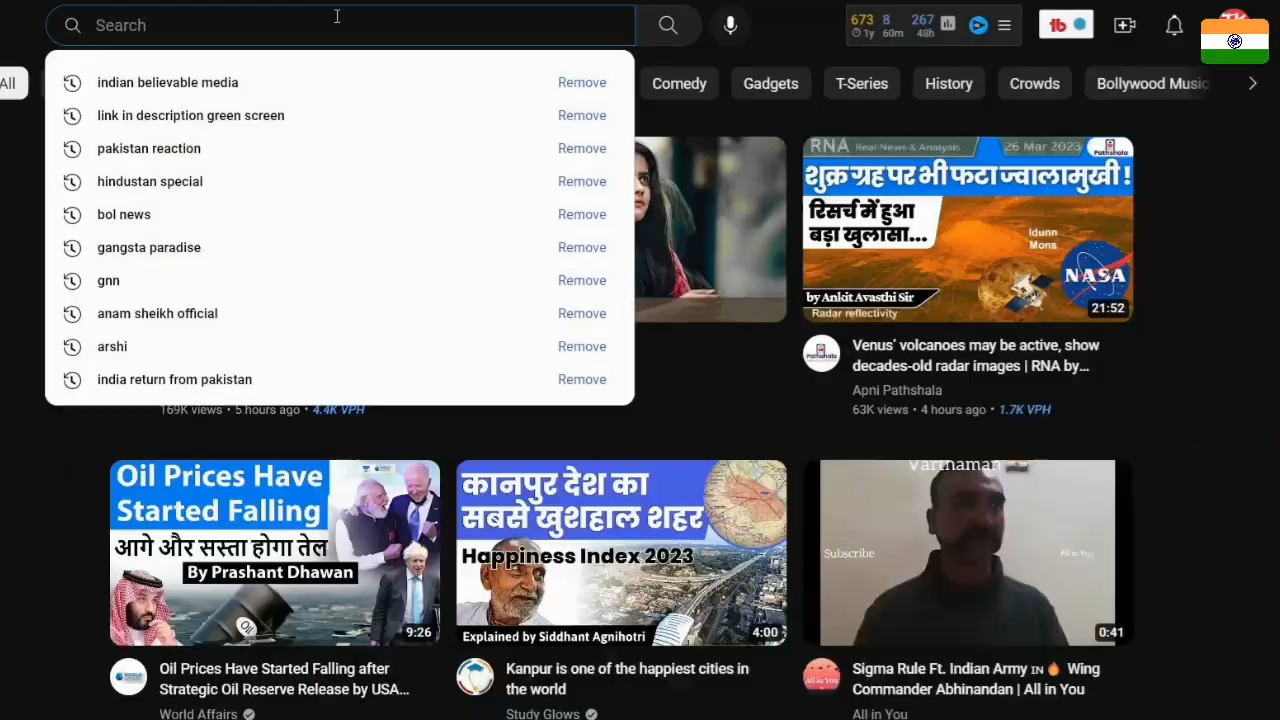 Search
673 8 267
1y 60m 48h
All
Comedy
Gadgets
T-Series
History
Crowds
Bollywood Music
indian believable media Remove
link in description green screen Remove
pakistan reaction Remove
hindustan special Remove
bol news Remove
gangsta paradise Remove
gnn Remove
anam sheikh official Remove
arshi Remove
india return from pakistan Remove
169K views • 5 hours ago • 4.4K VPH
RNA Real News & Analysis 26 Mar 2023
Pathshala
शुक्र ग्रह पर भी फटा ज्वालामुखी !
रिसर्च में हुआ
बड़ा खुलासा...
Idunn
Mons
NASA
by Ankit Avasthi Sir
Radar reflectivity
21:52
Venus’ volcanoes may be active, show
decades-old radar images | RNA by...
Apni Pathshala
63K views • 4 hours ago • 1.7K VPH
Oil Prices Have
Started Falling
आगे और सस्ता होगा तेल
By Prashant Dhawan
Oil
9:26
Oil Prices Have Started Falling after
Strategic Oil Reserve Release by USA...
World Affairs
कानपुर देश का
सबसे खुशहाल शहर
Happiness Index 2023
Explained by Siddhant Agnihotri
4:00
Kanpur is one of the happiest cities in
the world
Study Glows
Varthaman
Subscribe
All in You
0:41
Sigma Rule Ft. Indian Army IN 🔥 Wing
Commander Abhinandan | All in You
All in You
All in You